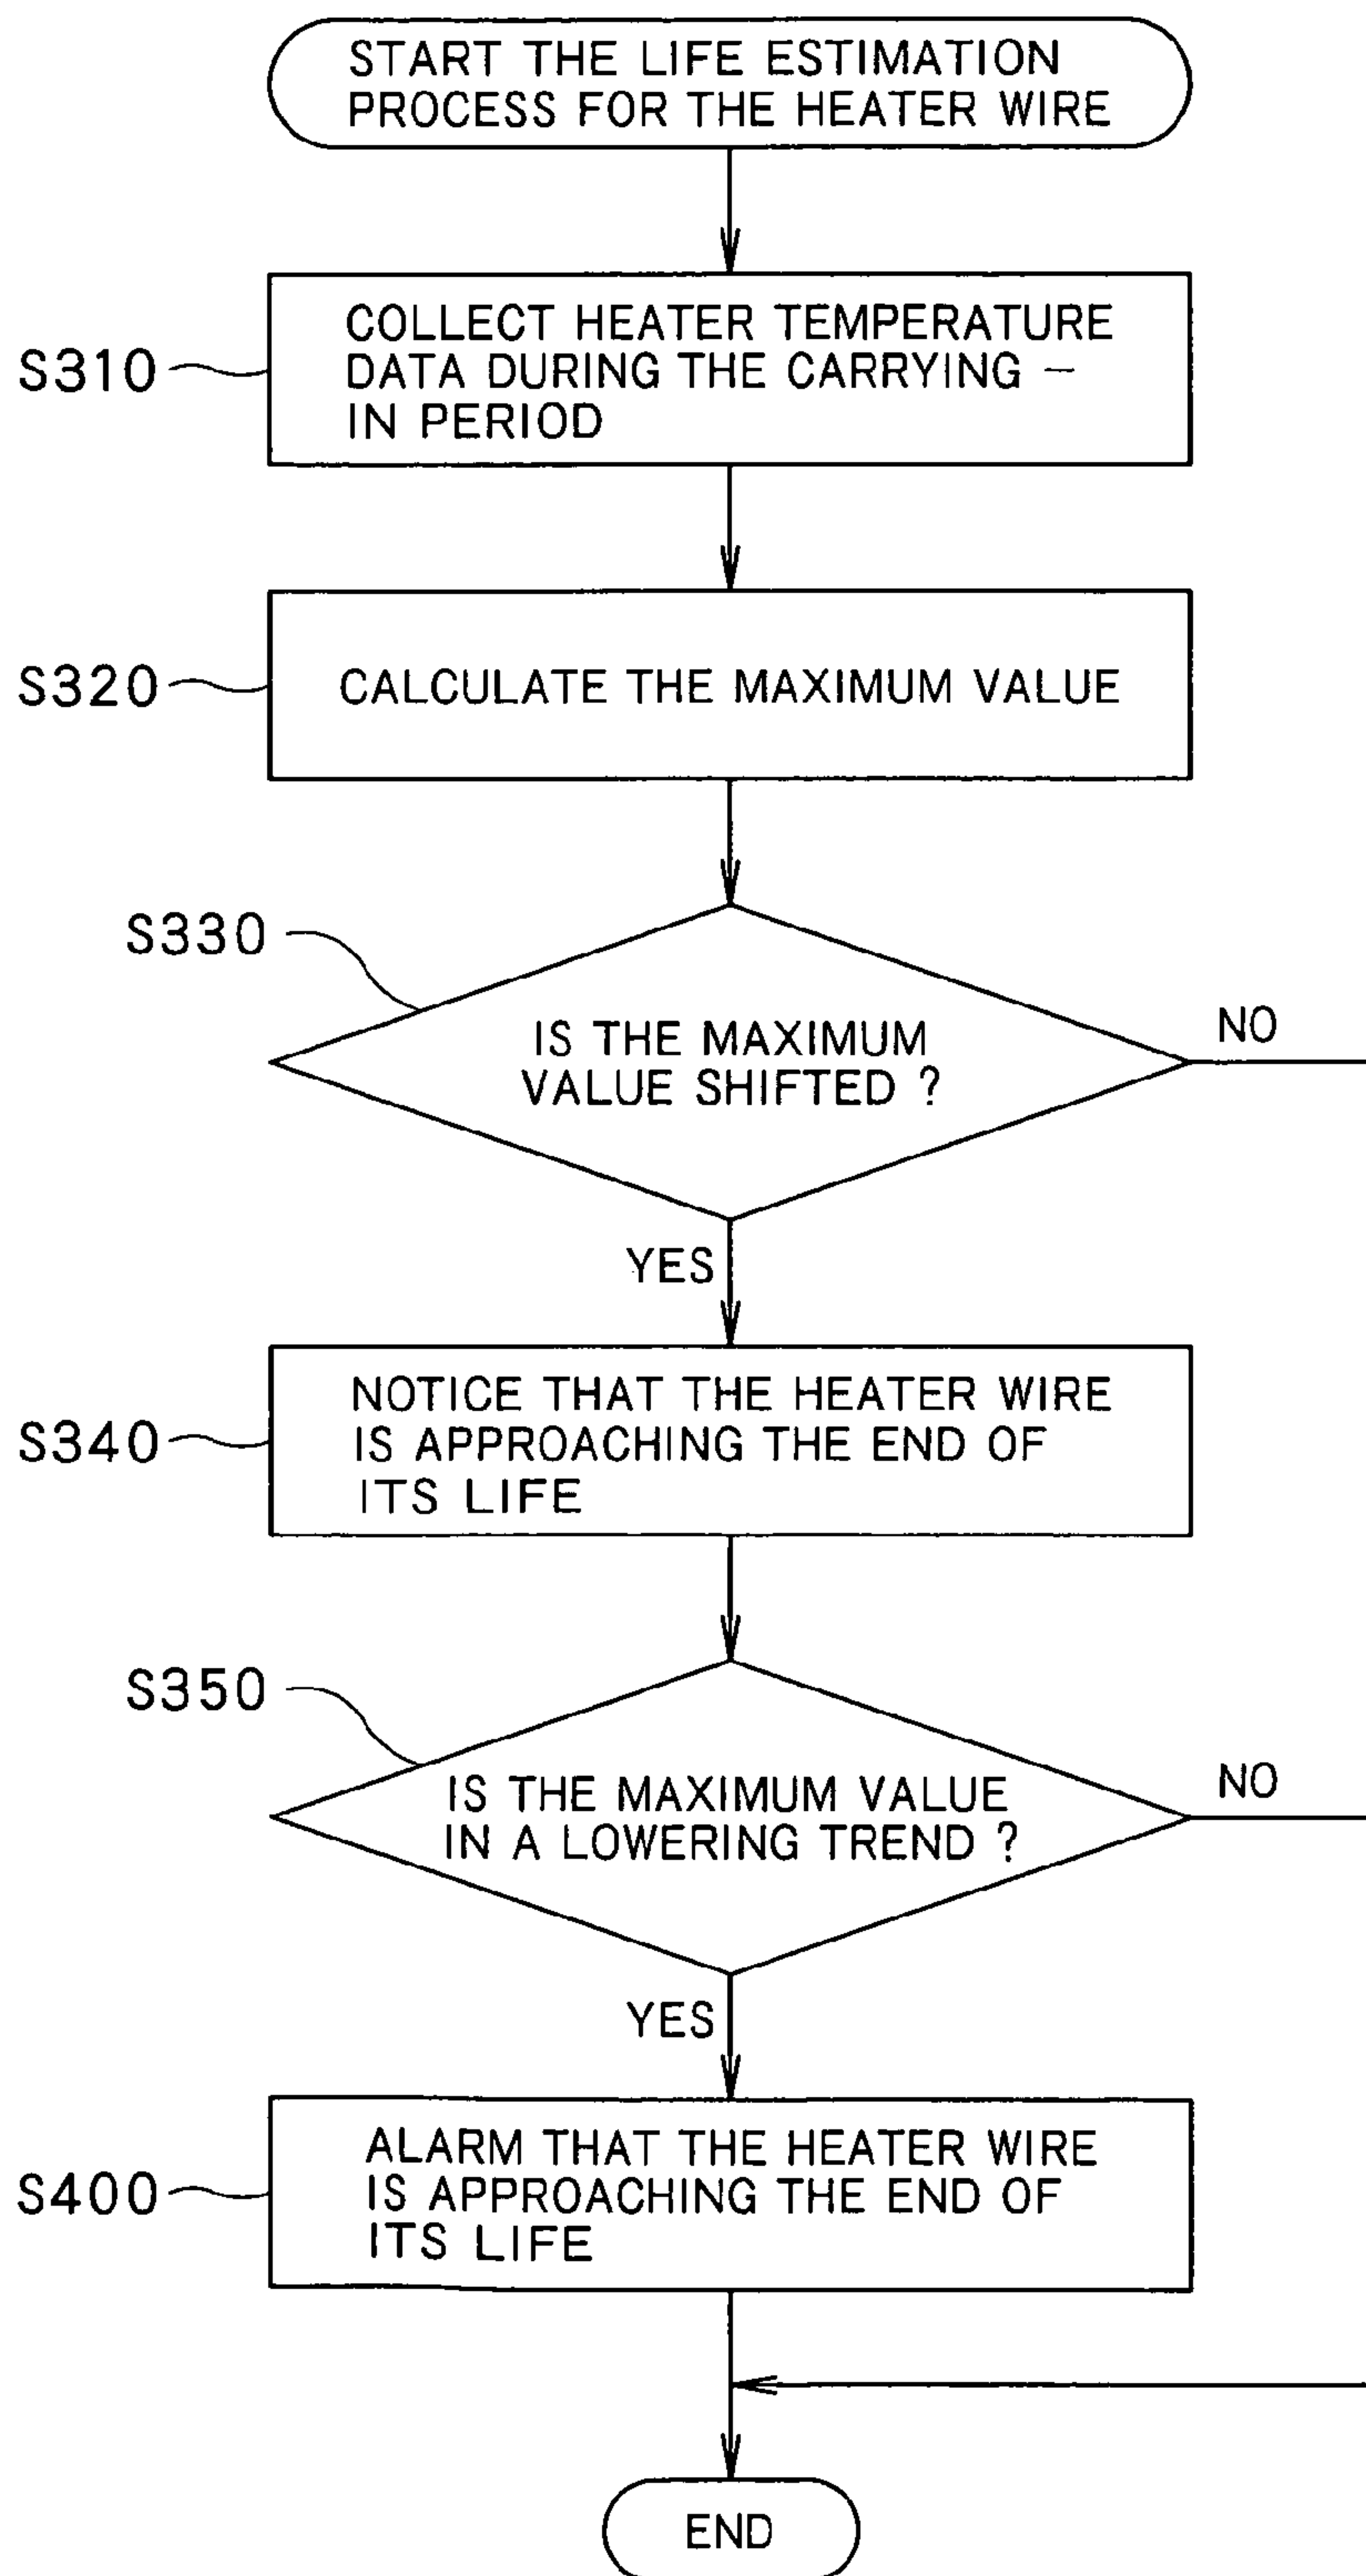 START THE LIFE ESTIMATION
PROCESS FOR THE HEATER WIRE
S310
COLLECT HEATER TEMPERATURE
DATA DURING THE CARRYING –
IN PERIOD
S320
CALCULATE THE MAXIMUM VALUE
S330
IS THE MAXIMUM
VALUE SHIFTED ?
NO
YES
S340
NOTICE THAT THE HEATER WIRE
IS APPROACHING THE END OF
ITS LIFE
S350
IS THE MAXIMUM VALUE
IN A LOWERING TREND ?
NO
YES
S400
ALARM THAT THE HEATER WIRE
IS APPROACHING THE END OF
ITS LIFE
END